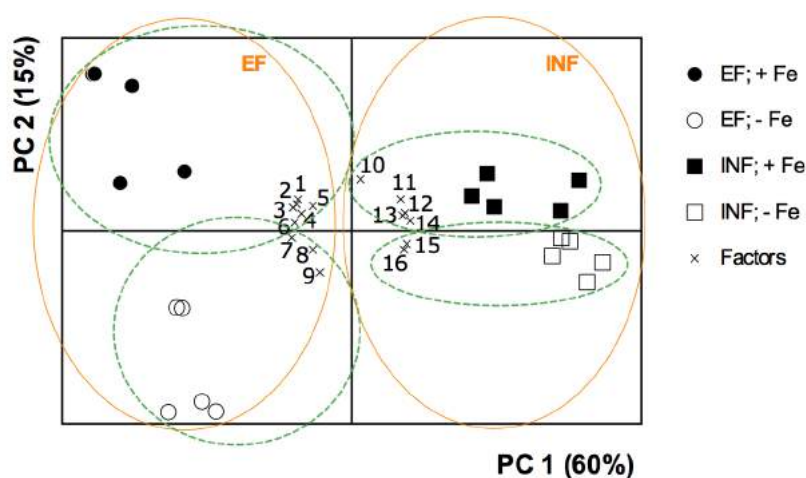 PC 2 (15%)
EF
INF
1
2
3
4
5
6
7
8
9
10
11
12
13
14
15
16
PC 1 (60%)
EF; + Fe
EF; - Fe
INF; + Fe
INF; - Fe
× Factors